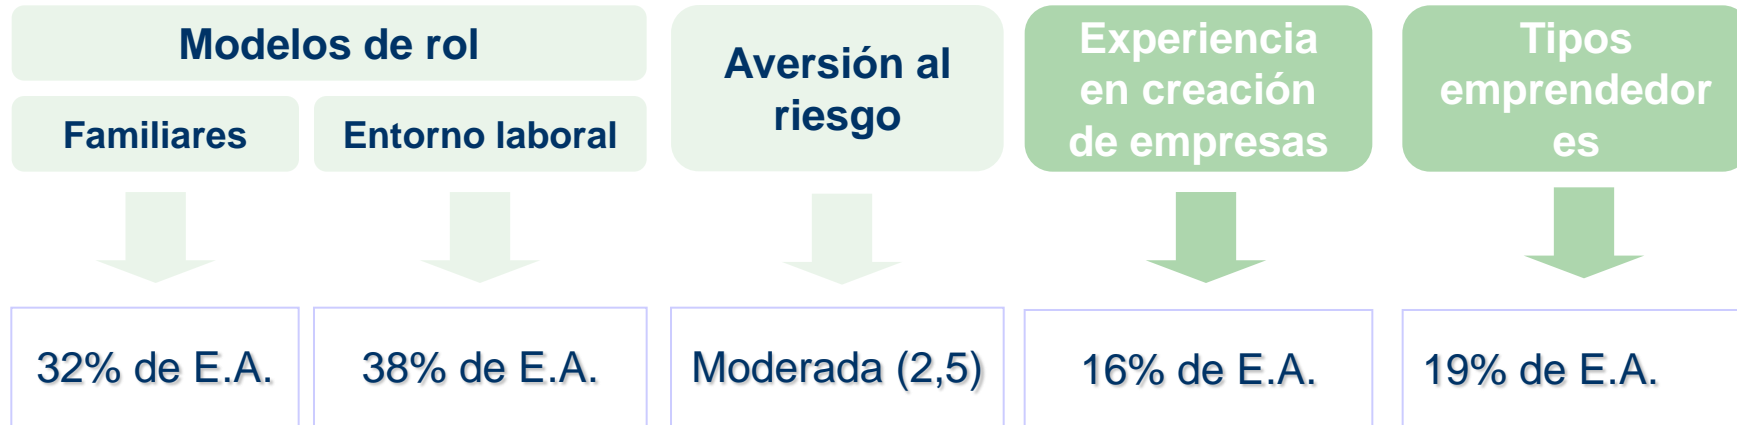 Modelos de rol
Familiares
Entorno laboral
Aversión al
riesgo
Experiencia
en creación
de empresas
Tipos
emprendedor
es
32% de E.A.
38% de E.A.
Moderada (2,5)
16% de E.A.
19% de E.A.